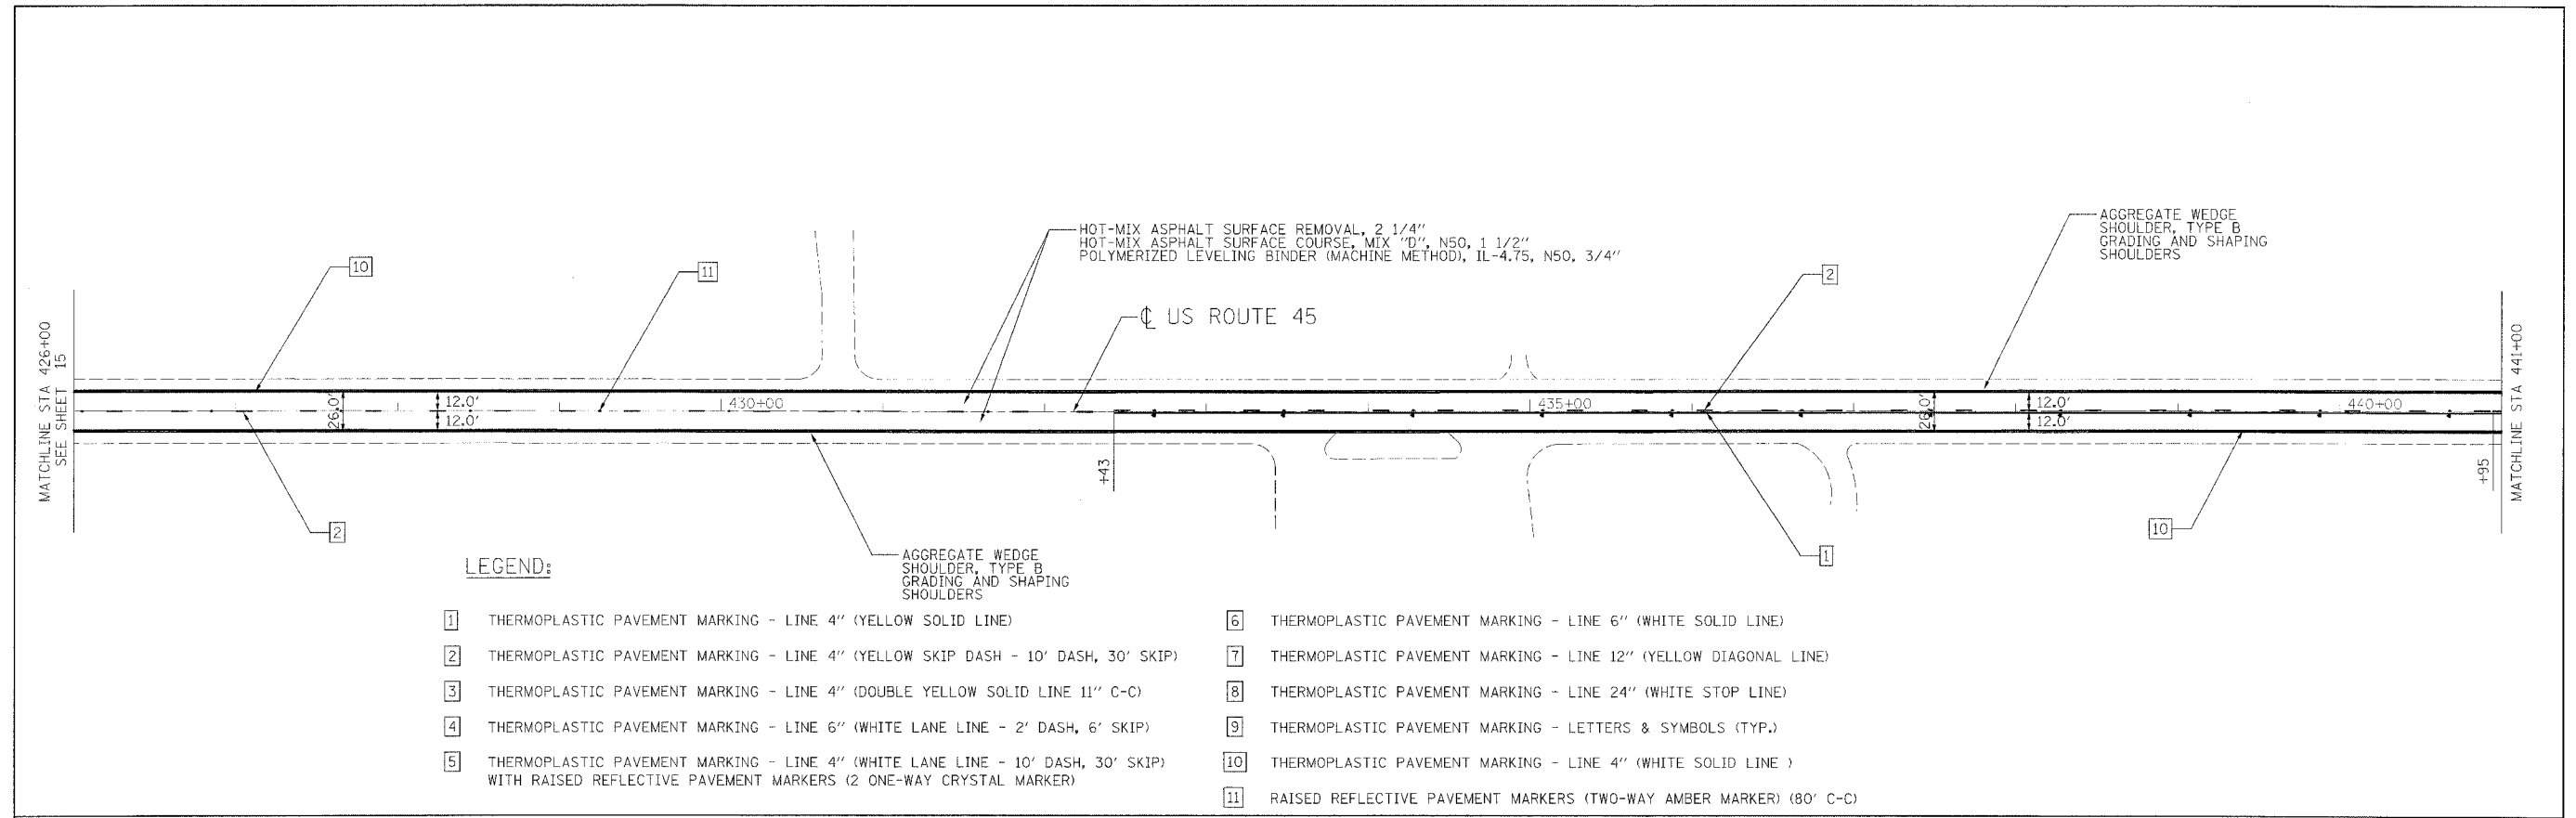 HOT-MIX ASPHALT SURFACE REMOVAL, 2 1/4"
HOT-MIX ASPHALT SURFACE COURSE, MIX "D", N50, 1 1/2"
POLYMERIZED LEVELING BINDER (MACHINE METHOD), IL-4.75, N50, 3/4"
AGGREGATE WEDGE
SHOULDER, TYPE B
GRADING AND SHAPING
SHOULDERS
10
11
2
℄ US ROUTE 45
MATCHLINE STA 426+00
SEE SHEET 15
26.0'
12.0'
12.0'
430+00
435+00
26.0'
12.0'
12.0'
440+00
MATCHLINE STA 441+00
+43
+95
2
10
1
AGGREGATE WEDGE
SHOULDER, TYPE B
GRADING AND SHAPING
SHOULDERS
LEGEND:
1 THERMOPLASTIC PAVEMENT MARKING - LINE 4" (YELLOW SOLID LINE)
2 THERMOPLASTIC PAVEMENT MARKING - LINE 4" (YELLOW SKIP DASH - 10' DASH, 30' SKIP)
3 THERMOPLASTIC PAVEMENT MARKING - LINE 4" (DOUBLE YELLOW SOLID LINE 11" C-C)
4 THERMOPLASTIC PAVEMENT MARKING - LINE 6" (WHITE LANE LINE - 2' DASH, 6' SKIP)
5 THERMOPLASTIC PAVEMENT MARKING - LINE 4" (WHITE LANE LINE - 10' DASH, 30' SKIP)
WITH RAISED REFLECTIVE PAVEMENT MARKERS (2 ONE-WAY CRYSTAL MARKER)
6 THERMOPLASTIC PAVEMENT MARKING - LINE 6" (WHITE SOLID LINE)
7 THERMOPLASTIC PAVEMENT MARKING - LINE 12" (YELLOW DIAGONAL LINE)
8 THERMOPLASTIC PAVEMENT MARKING - LINE 24" (WHITE STOP LINE)
9 THERMOPLASTIC PAVEMENT MARKING - LETTERS & SYMBOLS (TYP.)
10 THERMOPLASTIC PAVEMENT MARKING - LINE 4" (WHITE SOLID LINE )
11 RAISED REFLECTIVE PAVEMENT MARKERS (TWO-WAY AMBER MARKER) (80' C-C)